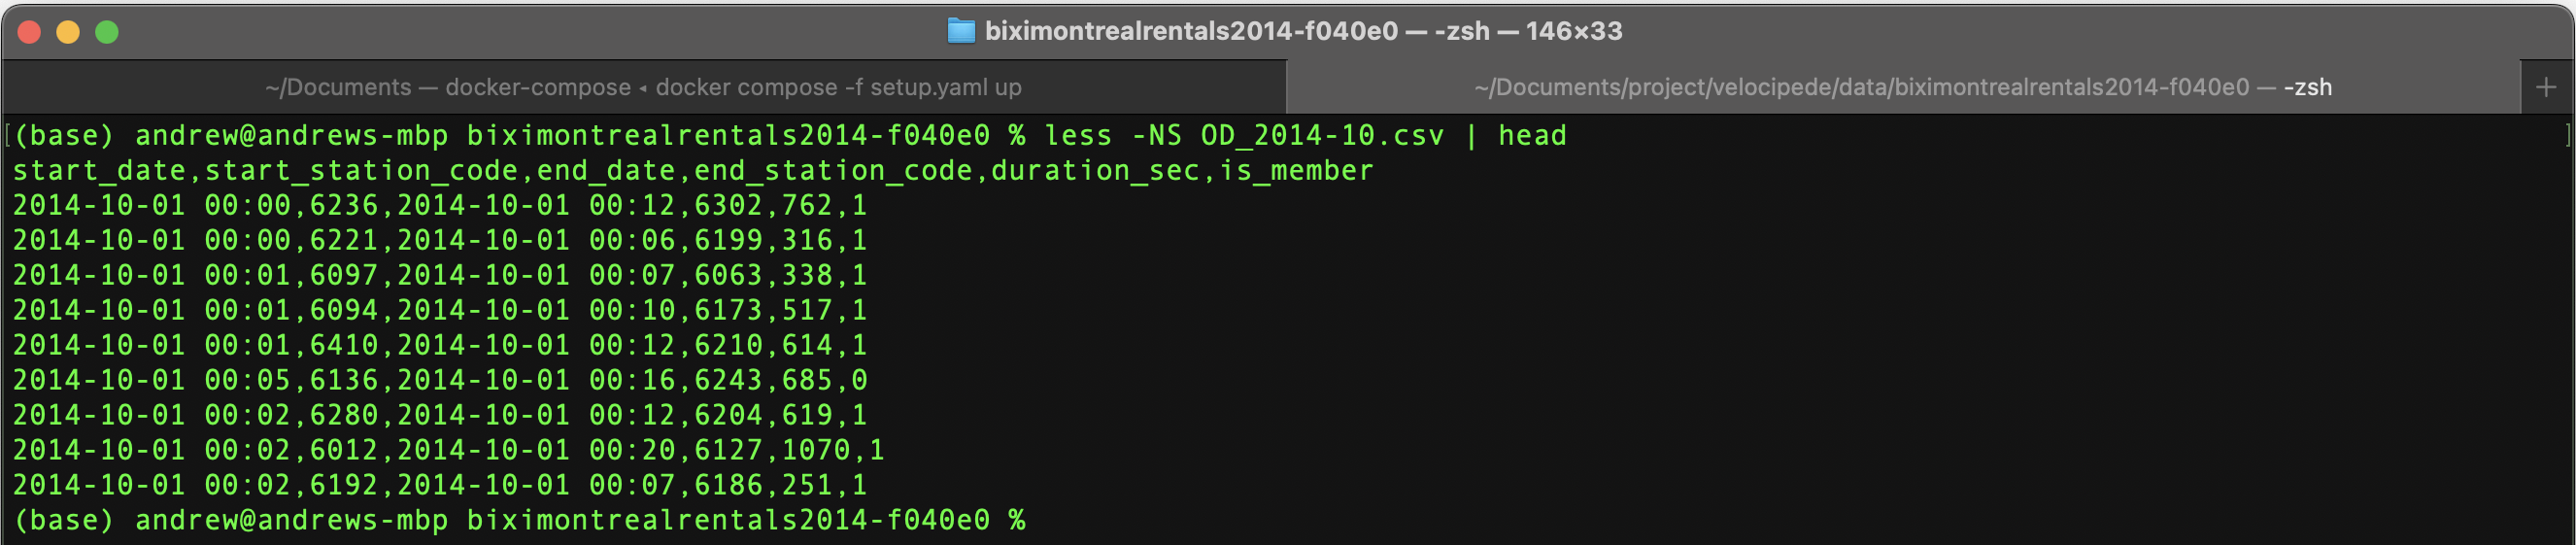 biximontrealrentals2014-f040e0 — -zsh — 146×33
~/Documents — docker-compose ◂ docker compose -f setup.yaml up
~/Documents/project/velocipede/data/biximontrealrentals2014-f040e0 — -zsh
+
[(base) andrew@andrews-mbp biximontrealrentals2014-f040e0 % less -NS OD_2014-10.csv | head ]
start_date,start_station_code,end_date,end_station_code,duration_sec,is_member
2014-10-01 00:00,6236,2014-10-01 00:12,6302,762,1
2014-10-01 00:00,6221,2014-10-01 00:06,6199,316,1
2014-10-01 00:01,6097,2014-10-01 00:07,6063,338,1
2014-10-01 00:01,6094,2014-10-01 00:10,6173,517,1
2014-10-01 00:01,6410,2014-10-01 00:12,6210,614,1
2014-10-01 00:05,6136,2014-10-01 00:16,6243,685,0
2014-10-01 00:02,6280,2014-10-01 00:12,6204,619,1
2014-10-01 00:02,6012,2014-10-01 00:20,6127,1070,1
2014-10-01 00:02,6192,2014-10-01 00:07,6186,251,1
(base) andrew@andrews-mbp biximontrealrentals2014-f040e0 %